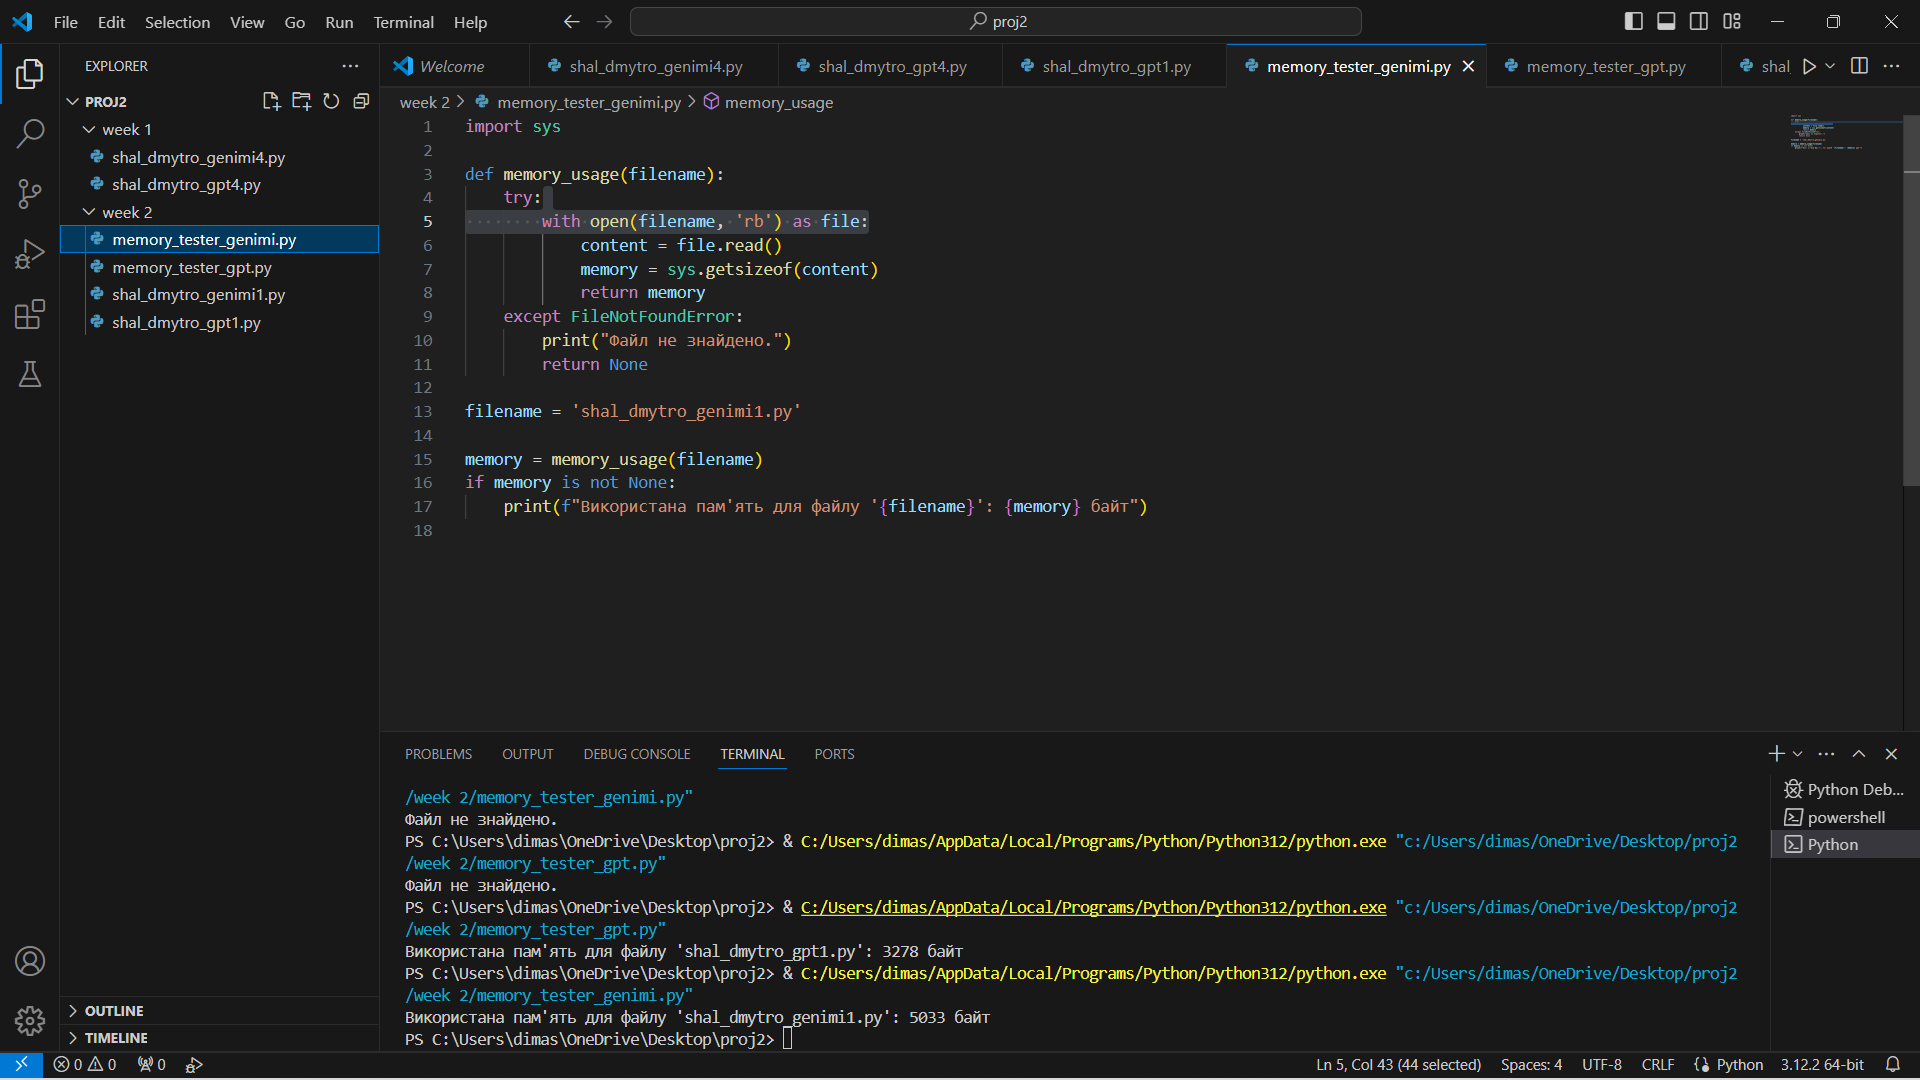 File Edit Selection View Go Run Terminal Help
proj2
EXPLORER
PROJ2
week 1
shal_dmytro_genimi4.py
shal_dmytro_gpt4.py
week 2
memory_tester_genimi.py
memory_tester_gpt.py
shal_dmytro_genimi1.py
shal_dmytro_gpt1.py
OUTLINE
TIMELINE
Welcome shal_dmytro_genimi4.py shal_dmytro_gpt4.py shal_dmytro_gpt1.py memory_tester_genimi.py memory_tester_gpt.py shal
week 2 > memory_tester_genimi.py > memory_usage
1 import sys
2
3 def memory_usage(filename):
4     try:
5         with open(filename, 'rb') as file:
6             content = file.read()
7             memory = sys.getsizeof(content)
8             return memory
9     except FileNotFoundError:
10         print("Файл не знайдено.")
11         return None
12
13 filename = 'shal_dmytro_genimi1.py'
14
15 memory = memory_usage(filename)
16 if memory is not None:
17     print(f"Використана пам'ять для файлу '{filename}': {memory} байт")
18
PROBLEMS OUTPUT DEBUG CONSOLE TERMINAL PORTS
/week 2/memory_tester_genimi.py"
Файл не знайдено.
PS C:\Users\dimas\OneDrive\Desktop\proj2> & C:/Users/dimas/AppData/Local/Programs/Python/Python312/python.exe "c:/Users/dimas/OneDrive/Desktop/proj2
/week 2/memory_tester_gpt.py"
Файл не знайдено.
PS C:\Users\dimas\OneDrive\Desktop\proj2> & C:/Users/dimas/AppData/Local/Programs/Python/Python312/python.exe "c:/Users/dimas/OneDrive/Desktop/proj2
/week 2/memory_tester_gpt.py"
Використана пам'ять для файлу 'shal_dmytro_gpt1.py': 3278 байт
PS C:\Users\dimas\OneDrive\Desktop\proj2> & C:/Users/dimas/AppData/Local/Programs/Python/Python312/python.exe "c:/Users/dimas/OneDrive/Desktop/proj2
/week 2/memory_tester_genimi.py"
Використана пам'ять для файлу 'shal_dmytro_genimi1.py': 5033 байт
PS C:\Users\dimas\OneDrive\Desktop\proj2>
Python Deb...
powershell
Python
0 0 0 Ln 5, Col 43 (44 selected) Spaces: 4 UTF-8 CRLF Python 3.12.2 64-bit